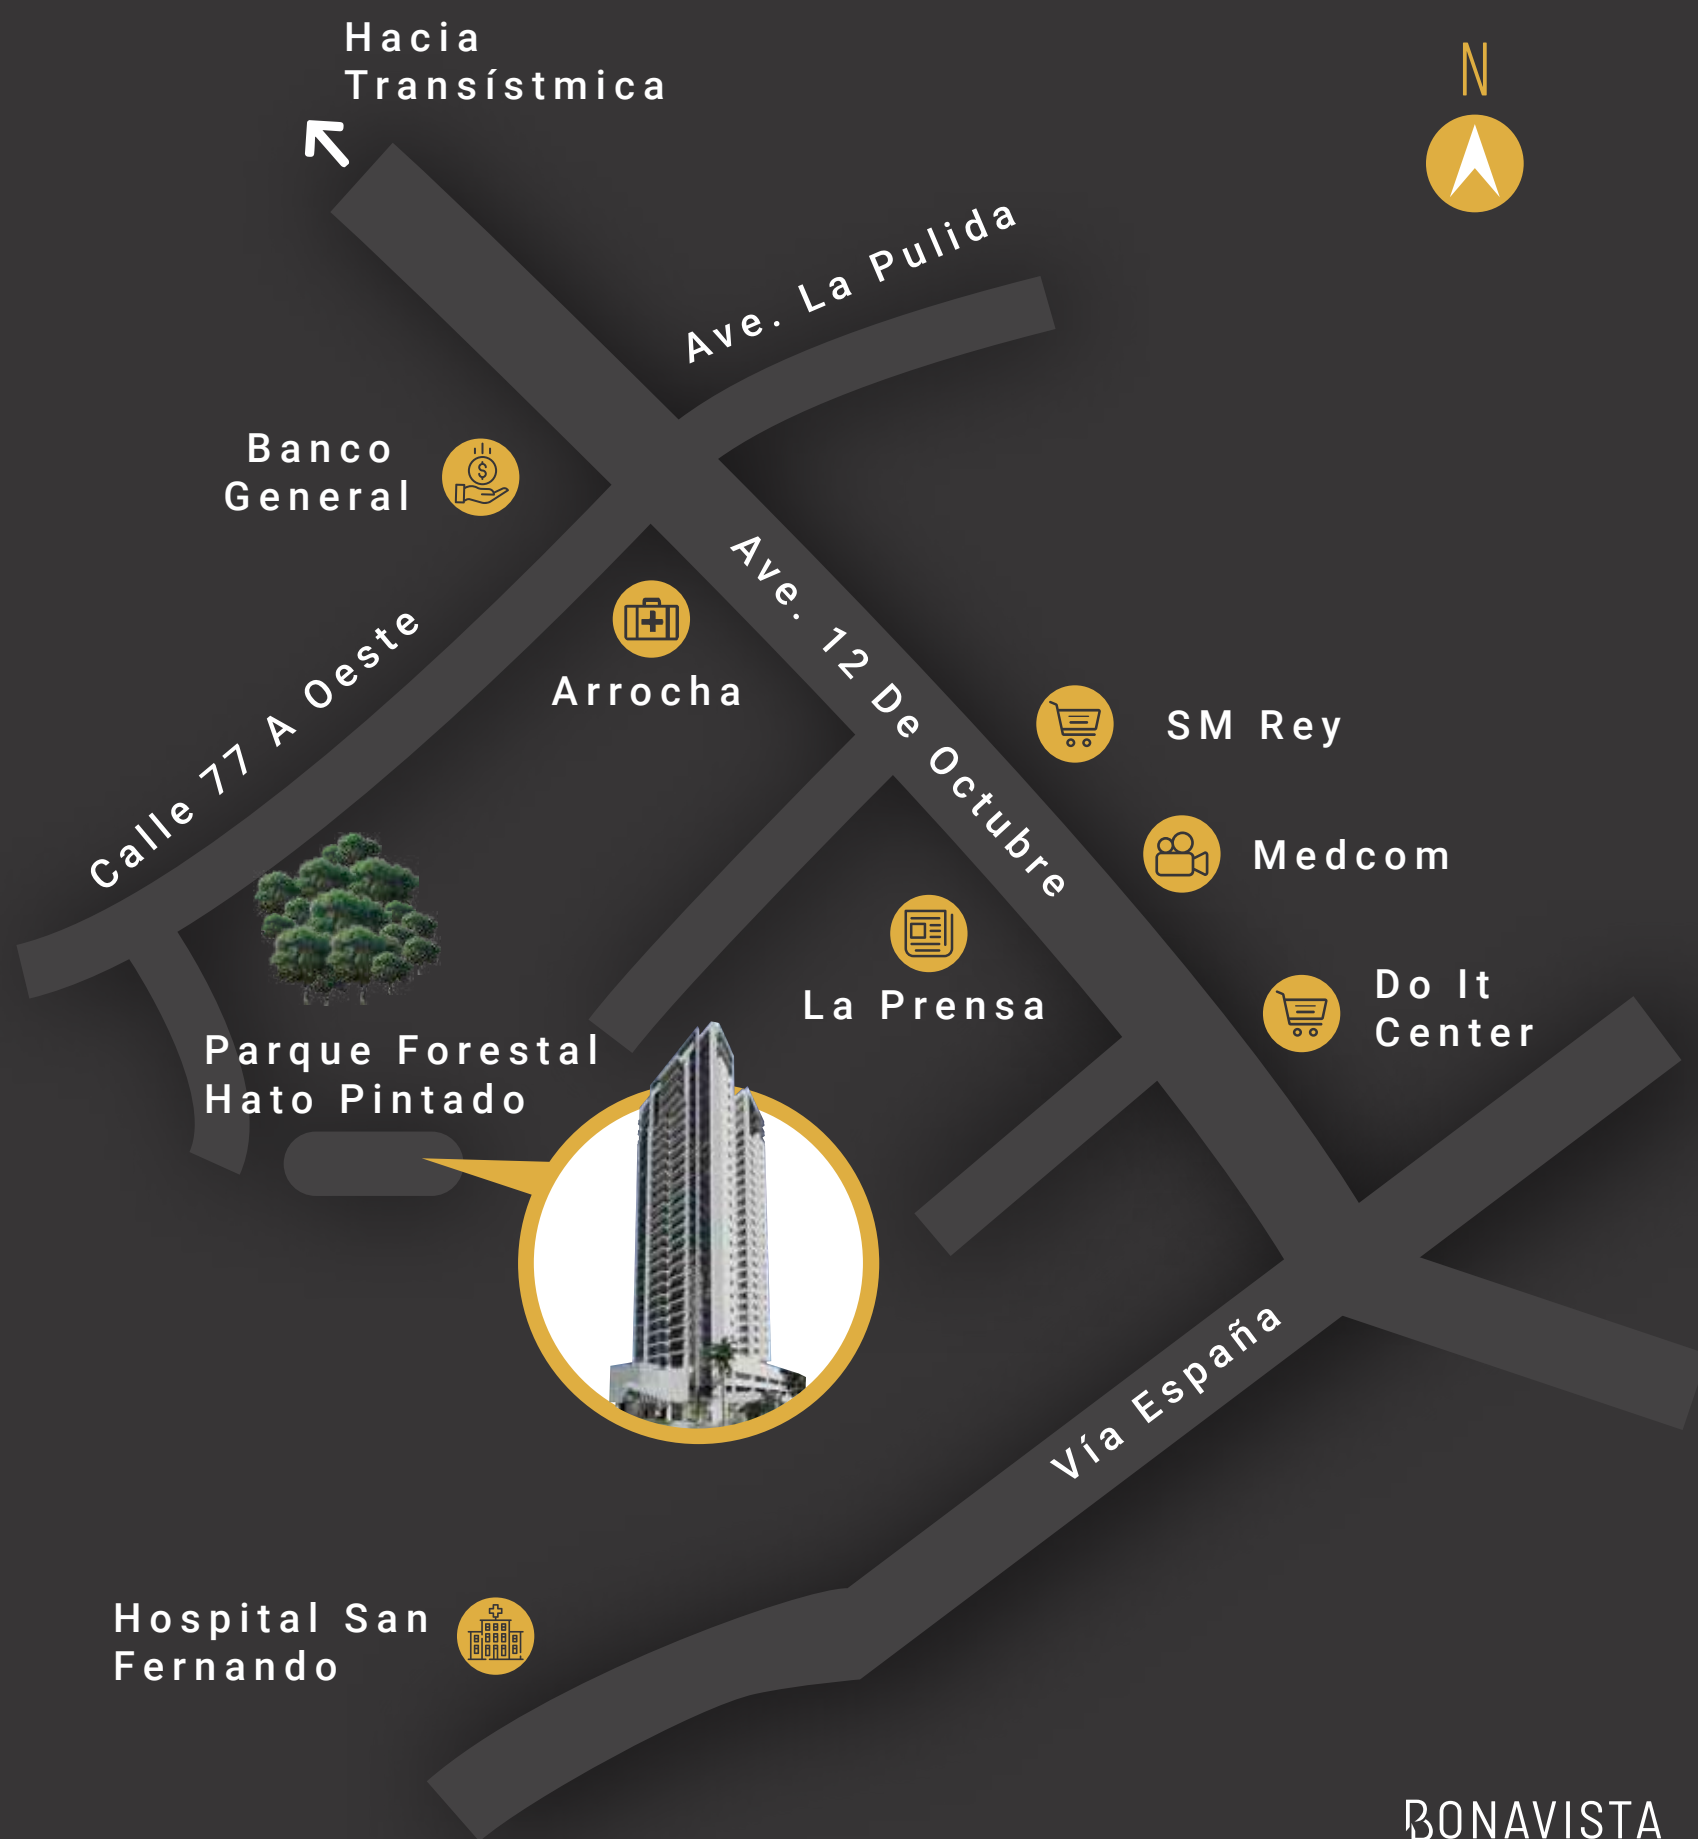 Hacia
Transístmica
N
Ave. La Pulida
Banco
General
Ave. 12 De Octubre
Calle 77 A Oeste
Arrocha
SM Rey
Medcom
La Prensa
Do It
Center
Parque Forestal
Hato Pintado
Vía España
Hospital San
Fernando
BONAVISTA